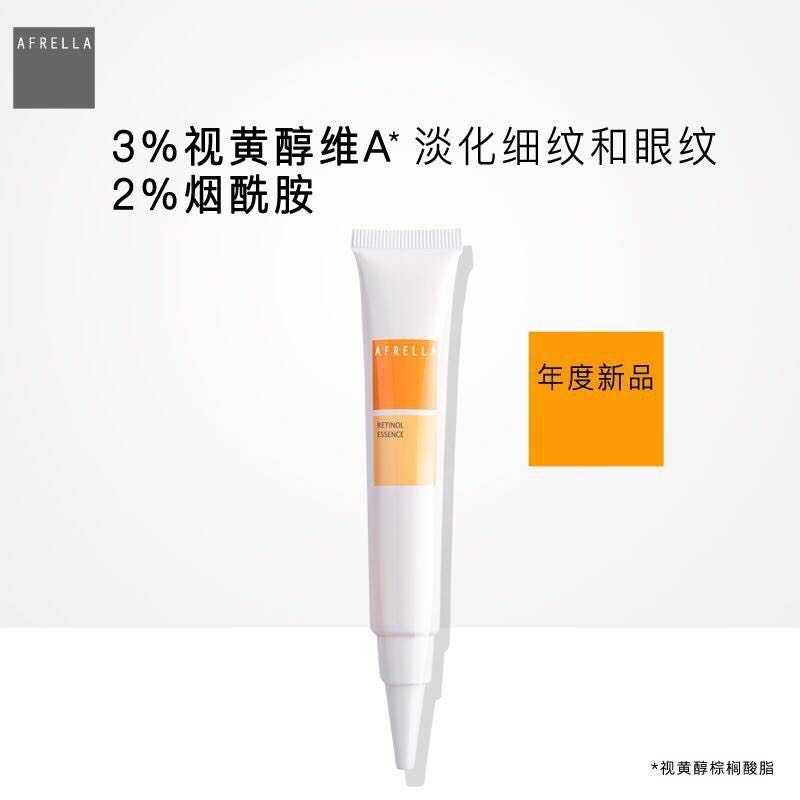 AFRELLA
3%视黄醇维A* 淡化细纹和眼纹
2%烟酰胺
AFRELLA
RETINOL
ESSENCE
年度新品
*视黄醇棕榈酸脂